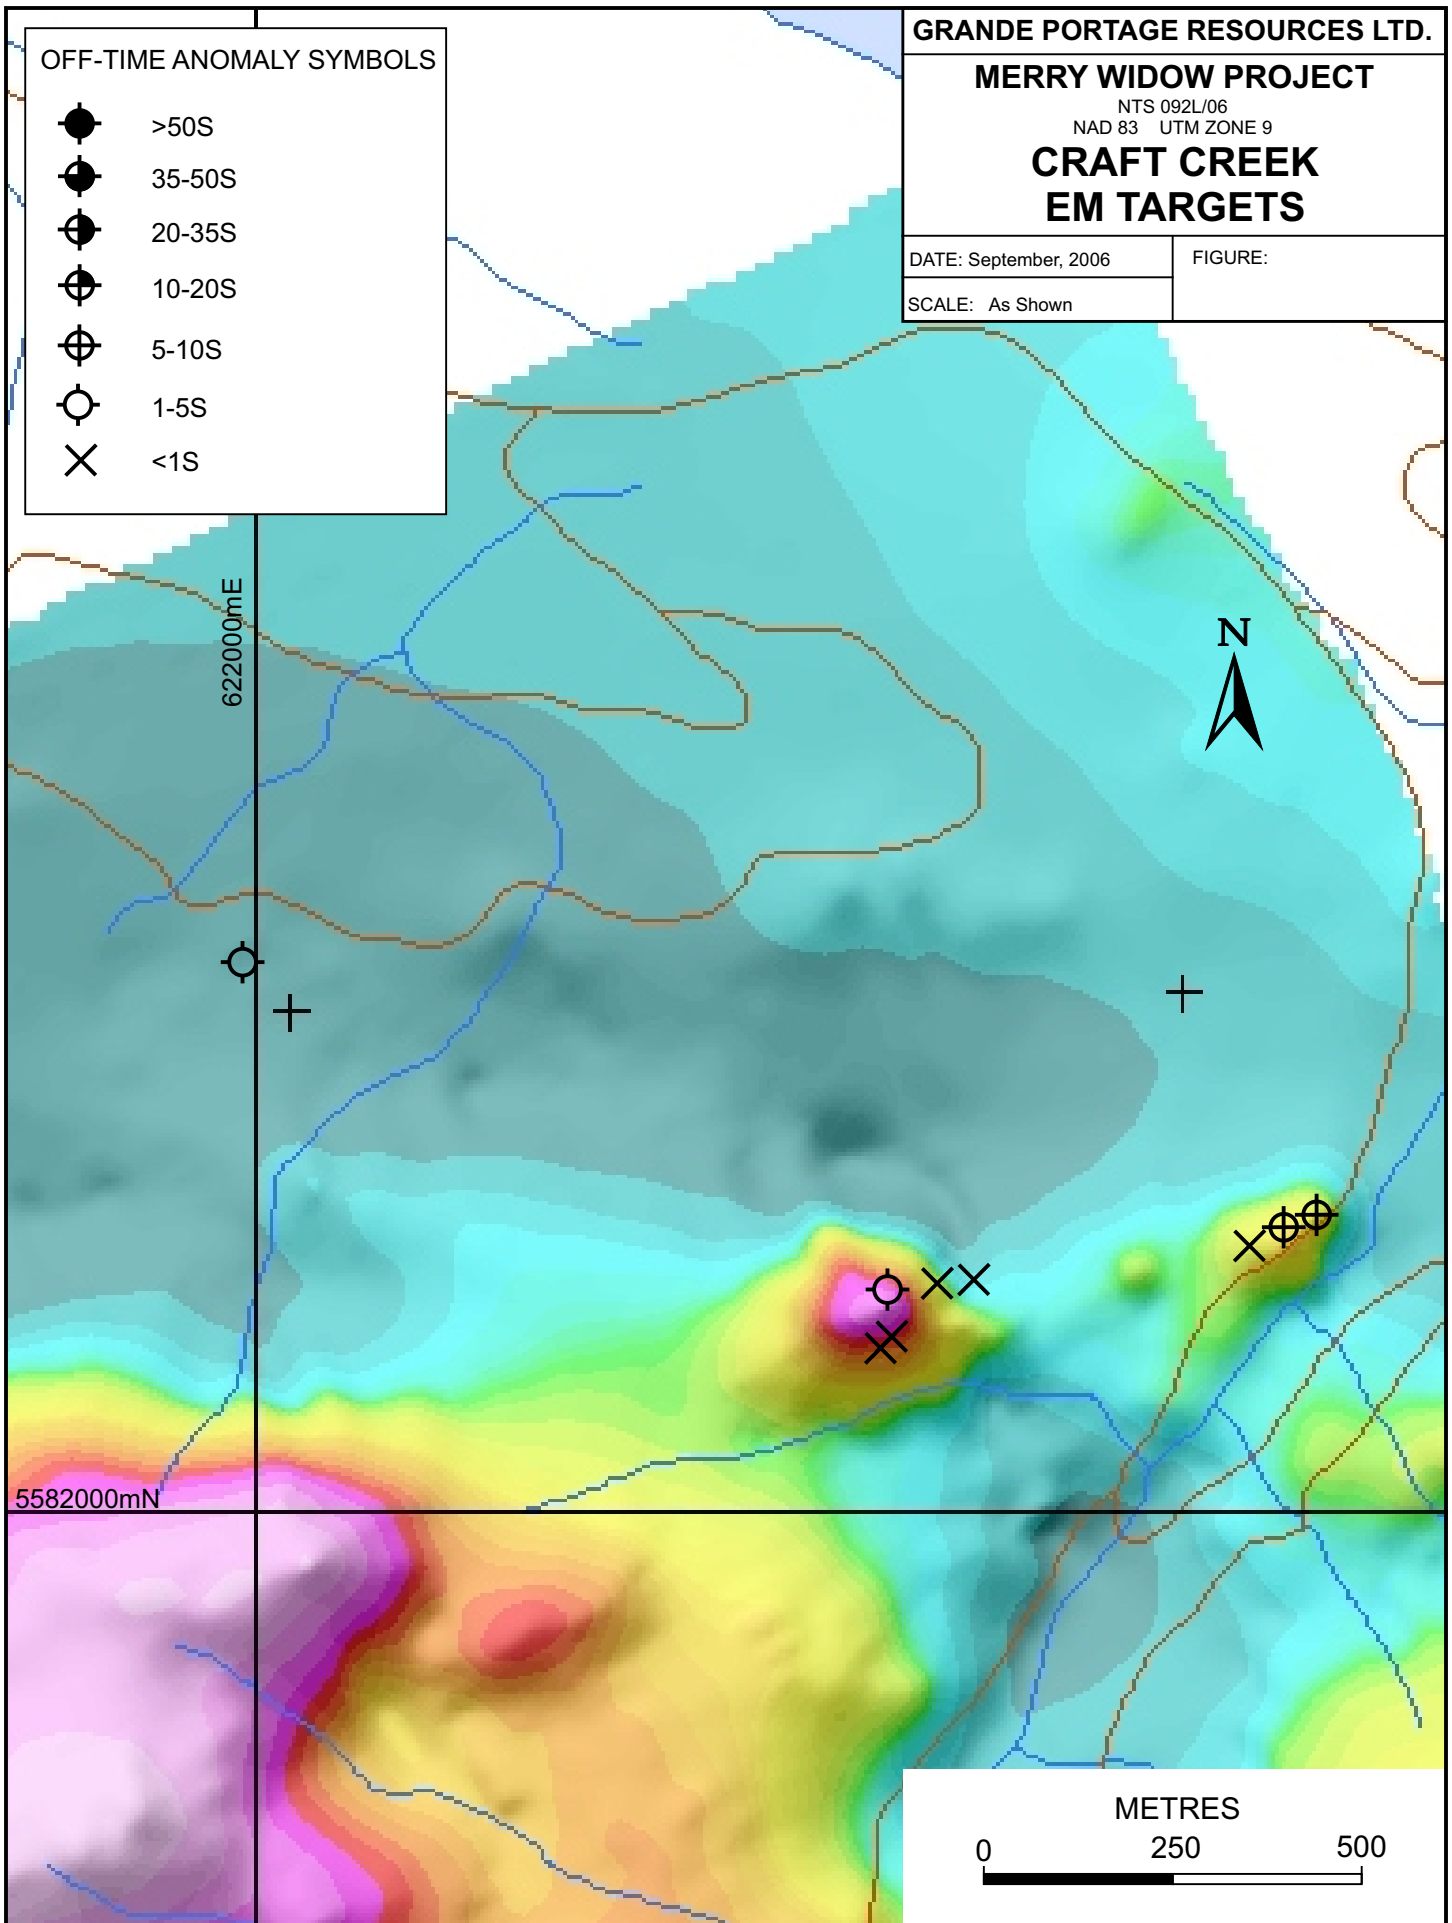 OFF-TIME ANOMALY SYMBOLS
>50S
35-50S
20-35S
10-20S
5-10S
1-5S
<1S
GRANDE PORTAGE RESOURCES LTD.
MERRY WIDOW PROJECT
NTS 092L/06
NAD 83 UTM ZONE 9
CRAFT CREEK
EM TARGETS
DATE: September, 2006
FIGURE:
SCALE: As Shown
622000mE
N
5582000mN
METRES
0 250 500